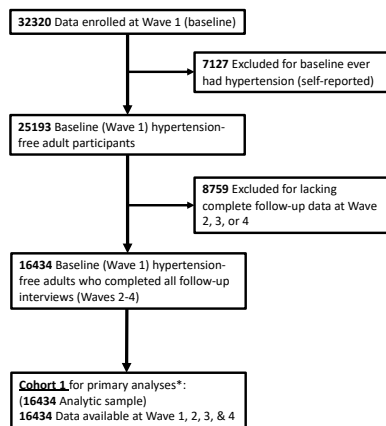 32320 Data enrolled at Wave 1 (baseline)
7127 Excluded for baseline ever
had hypertension (self-reported)
25193 Baseline (Wave 1) hypertension-
free adult participants
8759 Excluded for lacking
complete follow-up data at Wave
2, 3, or 4
16434 Baseline (Wave 1) hypertension-
free adults who completed all follow-up
interviews (Waves 2-4)
Cohort 1 for primary analyses*:
(16434 Analytic sample)
16434 Data available at Wave 1, 2, 3, & 4